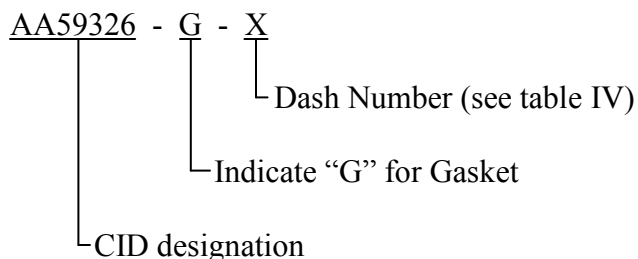 AA59326 - G - X
Dash Number (see table IV)
Indicate “G” for Gasket
CID designation